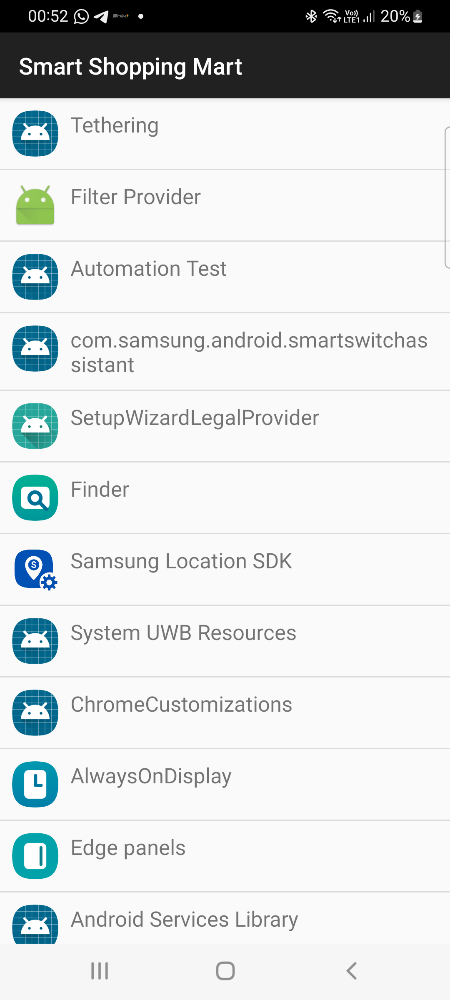 00:52 BHIM Vo)) LTE1 20%
Smart Shopping Mart
Tethering
Filter Provider
Automation Test
com.samsung.android.smartswitchas
sistant
SetupWizardLegalProvider
Finder
S
Samsung Location SDK
System UWB Resources
ChromeCustomizations
AlwaysOnDisplay
Edge panels
Android Services Library